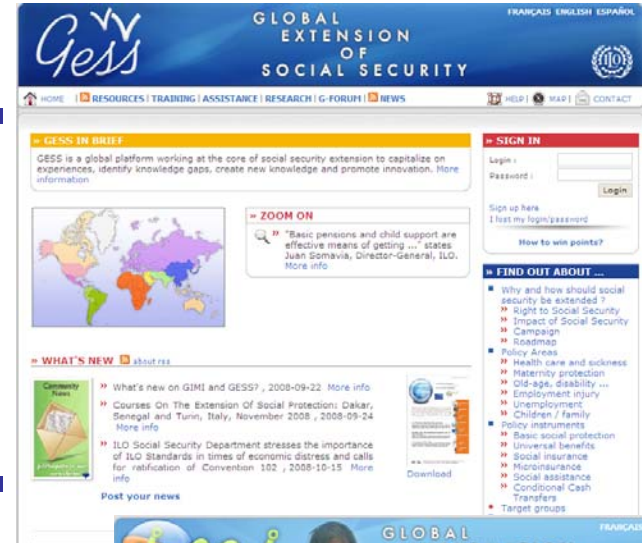 Gess
GLOBAL
EXTENSION
OF
SOCIAL SECURITY
FRANÇAIS ENGLISH ESPAÑOL
HOME | RESOURCES | TRAINING | ASSISTANCE | RESEARCH | G-FORUM | NEWS
HELP | MAP | CONTACT
» GESS IN BRIEF
GESS is a global platform working at the core of social security extension to capitalize on
experiences, identify knowledge gaps, create new knowledge and promote innovation. More
information
» ZOOM ON
» "Basic pensions and child support are
effective means of getting ..." states
Juan Somavia, Director-General, ILO.
More info
» WHAT'S NEW about rss
Community
News
» What's new on GIMI and GESS? , 2008-09-22 More info
» Courses On The Extension Of Social Protection: Dakar,
Senegal and Turin, Italy, November 2008 , 2008-09-24
More info
» ILO Social Security Department stresses the importance
of ILO Standards in times of economic distress and calls
for ratification of Convention 102 , 2008-10-15 More
info
Post your news
Download
» SIGN IN
Login :
Password :
Login
Sign up here
I lost my login/password
How to win points?
» FIND OUT ABOUT ...
Why and how should social
security be extended ?
» Right to Social Security
» Impact of Social Security
» Campaign
» Roadmap
Policy Areas
» Health care and sickness
» Maternity protection
» Old-age, disability ...
» Employment injury
» Unemployment
» Children / family
Policy instruments
» Basic social protection
» Universal benefits
» Social insurance
» Microinsurance
» Social assistance
» Conditional Cash
Transfers
Target groups
GLOBAL
FRANÇAIS